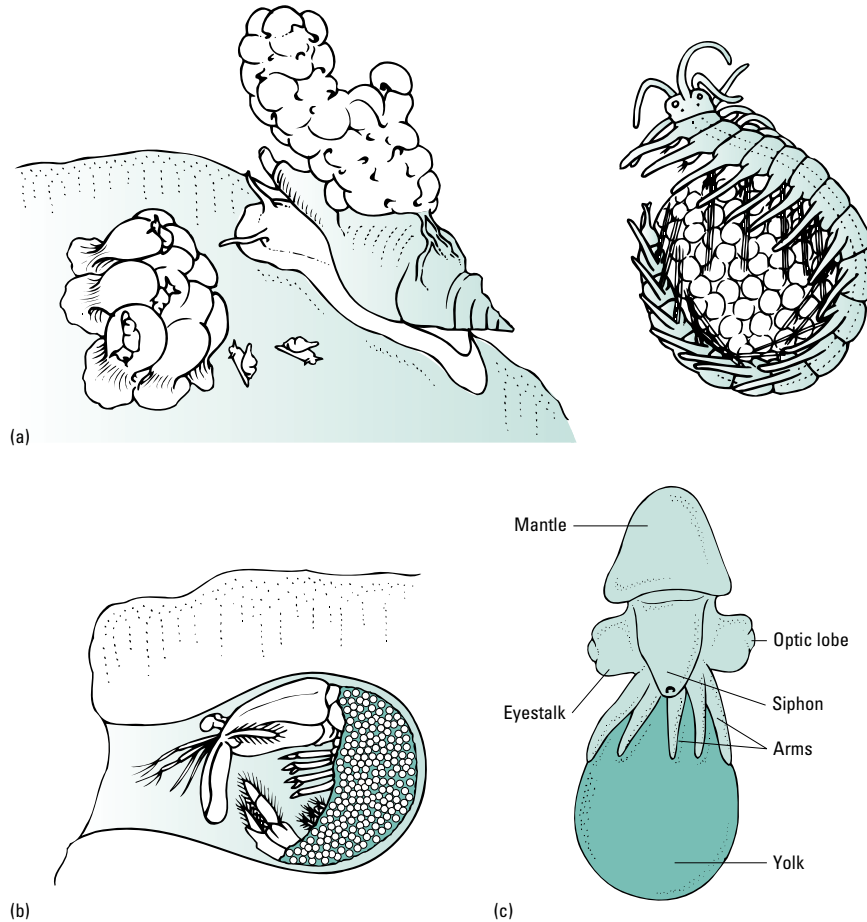 (a)
Mantle
Optic lobe
Eyestalk
Siphon
Arms
Yolk
(b)
(c)